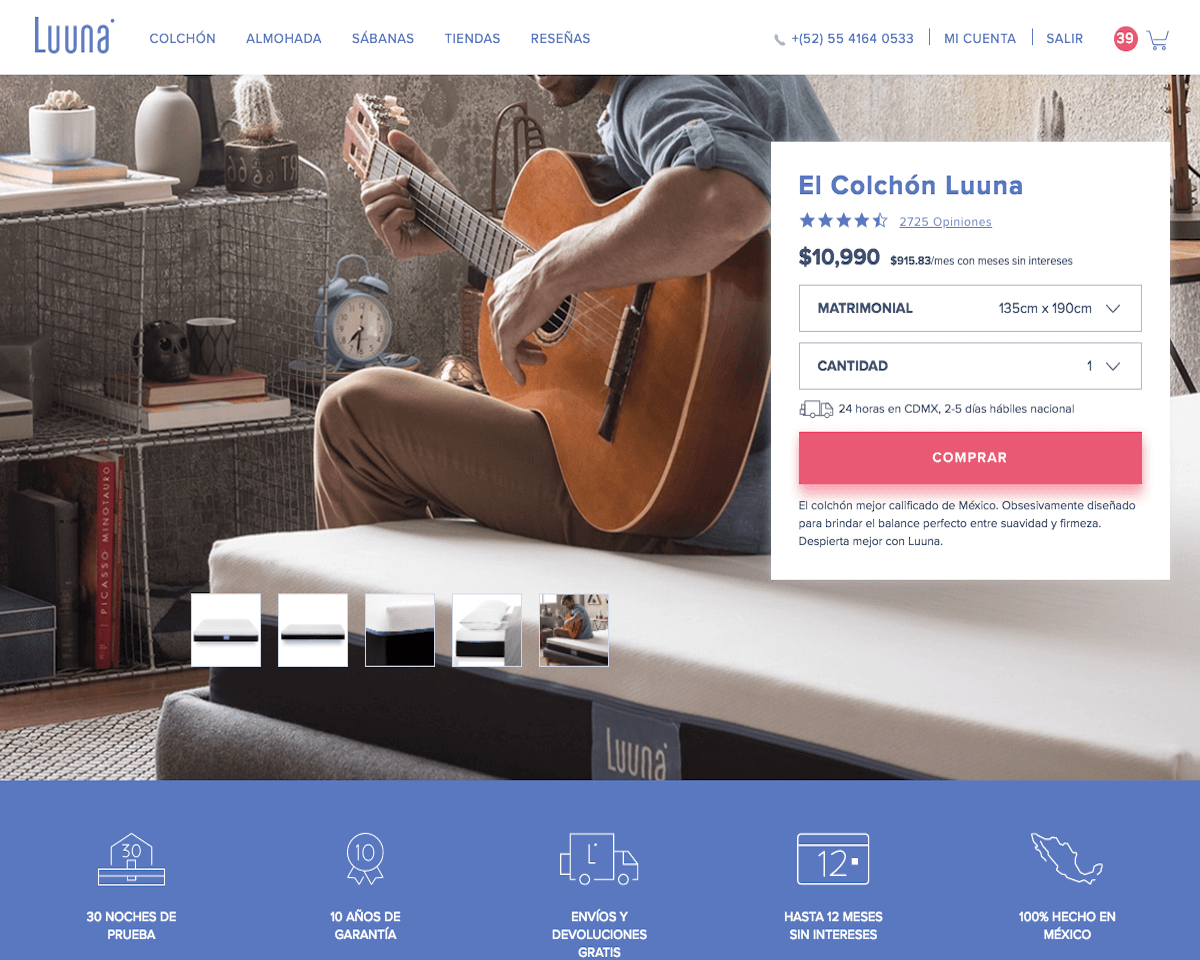 Luuna
COLCHÓN
ALMOHADA
SÁBANAS
TIENDAS
RESEÑAS
+(52) 55 4164 0533
MI CUENTA
SALIR
39
El Colchón Luuna
2725 Opiniones
$10,990 $915.83/mes con meses sin intereses
MATRIMONIAL 135cm x 190cm
CANTIDAD 1
24 horas en CDMX, 2-5 días hábiles nacional
COMPRAR
El colchón mejor calificado de México. Obsesivamente diseñado
para brindar el balance perfecto entre suavidad y firmeza.
Despierta mejor con Luuna.
PICASSO MINOTAURO
Luuna
30
30 NOCHES DE
PRUEBA
10
10 AÑOS DE
GARANTÍA
L
ENVÍOS Y
DEVOLUCIONES
GRATIS
12
HASTA 12 MESES
SIN INTERESES
100% HECHO EN
MÉXICO